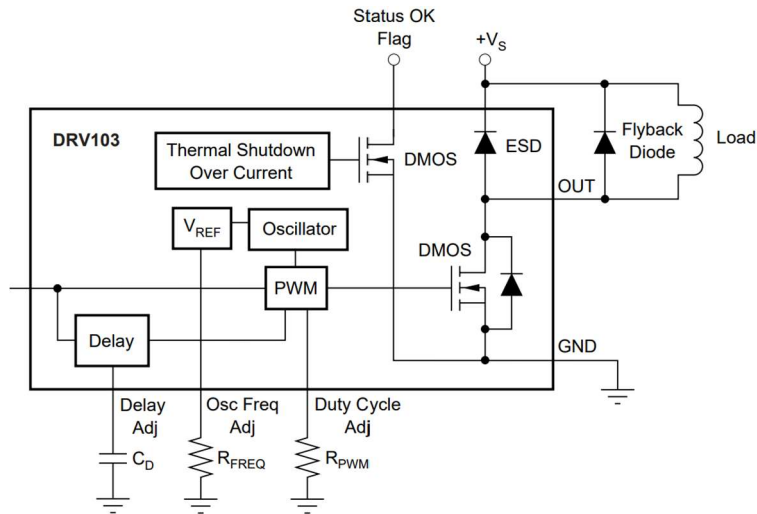 Status OK
Flag
+VS
DRV103
Thermal Shutdown
Over Current
DMOS
ESD
Flyback
Diode
Load
OUT
VREF
Oscillator
DMOS
PWM
Delay
GND
Delay
Adj
Osc Freq
Adj
Duty Cycle
Adj
CD
RFREQ
RPWM